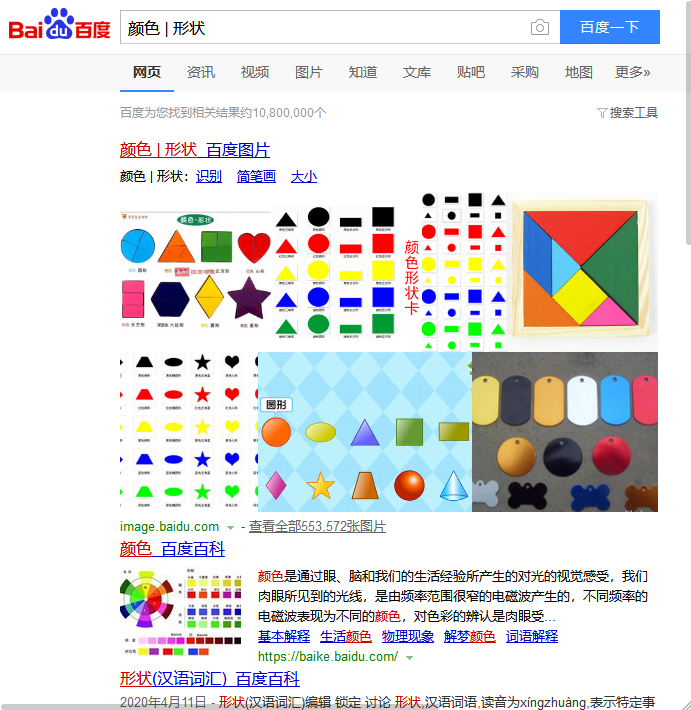 Bai du 百度
颜色 | 形状
百度一下
网页 资讯 视频 图片 知道 文库 贴吧 采购 地图 更多»
百度为您找到相关结果约10,800,000个
搜索工具
颜色 | 形状_百度图片
颜色 | 形状: 识别 简笔画 大小
颜色·形状
颜色形状卡
圆形
image.baidu.com - 查看全部553,572张图片
颜色_百度百科
颜色是通过眼、脑和我们的生活经验所产生的对光的视觉感受，我们
肉眼所见到的光线，是由频率范围很窄的电磁波产生的，不同频率的
电磁波表现为不同的颜色，对色彩的辨认是肉眼受...
基本解释 生活颜色 物理现象 解梦颜色 词语解释
https://baike.baidu.com/
形状(汉语词汇)_百度百科
2020年4月11日 - 形状(汉语词汇)编辑 锁定 讨论 形状,汉语词语,读音为xíngzhuàng,表示特定事